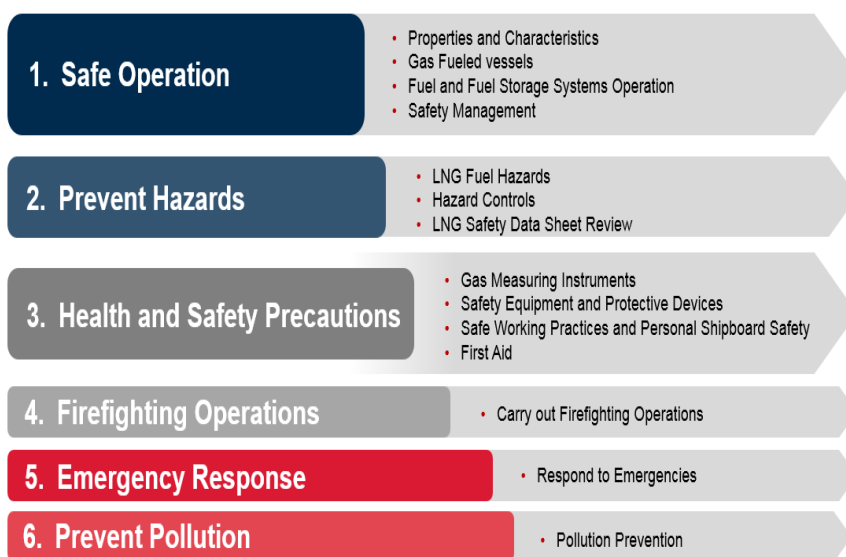 1. Safe Operation
• Properties and Characteristics
• Gas Fueled vessels
• Fuel and Fuel Storage Systems Operation
• Safety Management
2. Prevent Hazards
• LNG Fuel Hazards
• Hazard Controls
• LNG Safety Data Sheet Review
3. Health and Safety Precautions
• Gas Measuring Instruments
• Safety Equipment and Protective Devices
• Safe Working Practices and Personal Shipboard Safety
• First Aid
4. Firefighting Operations
• Carry out Firefighting Operations
5. Emergency Response
• Respond to Emergencies
6. Prevent Pollution
• Pollution Prevention